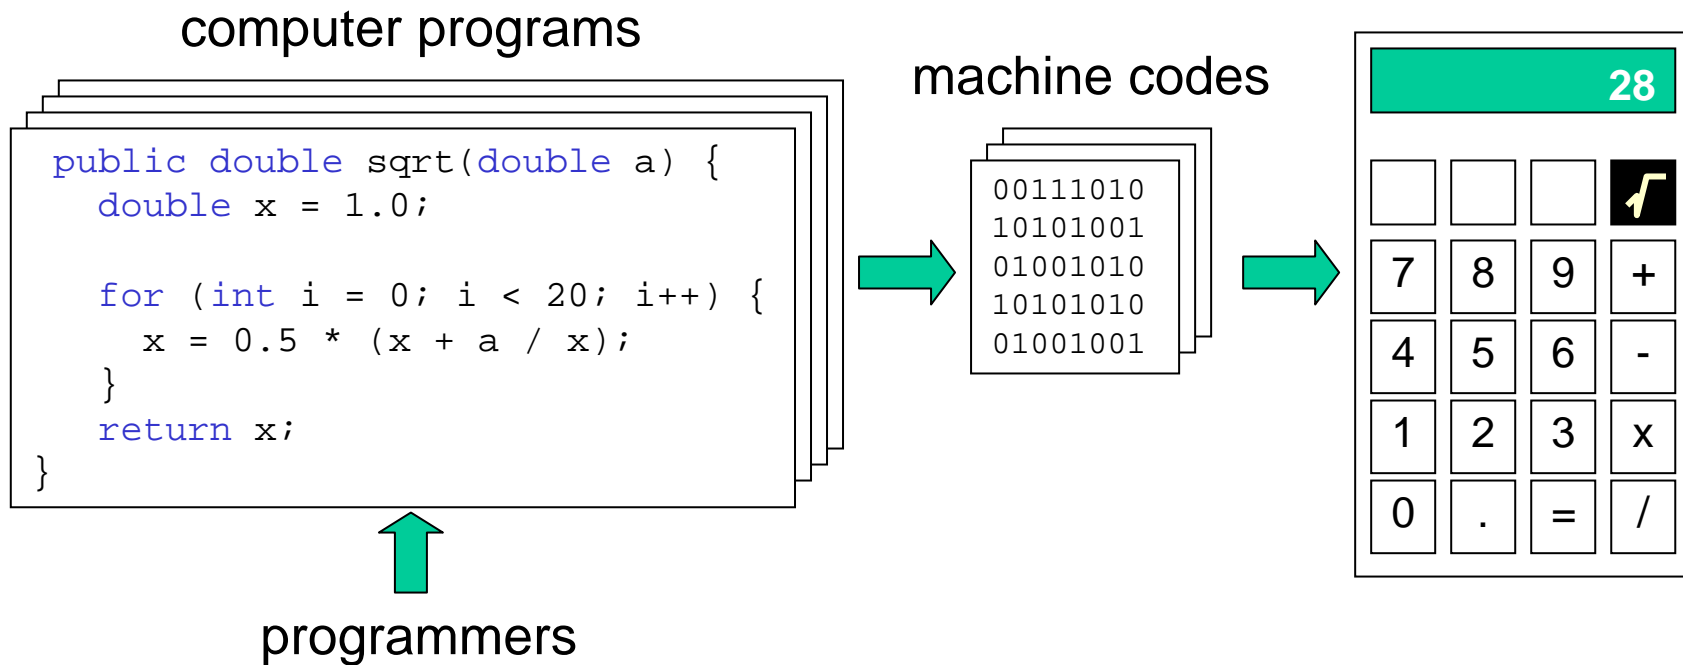 computer programs
public double sqrt(double a) {
double x = 1.0;
for (int i = 0; i < 20; i++) {
x = 0.5 * (x + a / x);
}
return x;
}
programmers
machine codes
00111010
10101001
01001010
10101010
01001001
28
√
7 8 9 +
4 5 6 -
1 2 3 x
0 . = /